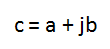 c = a + jb